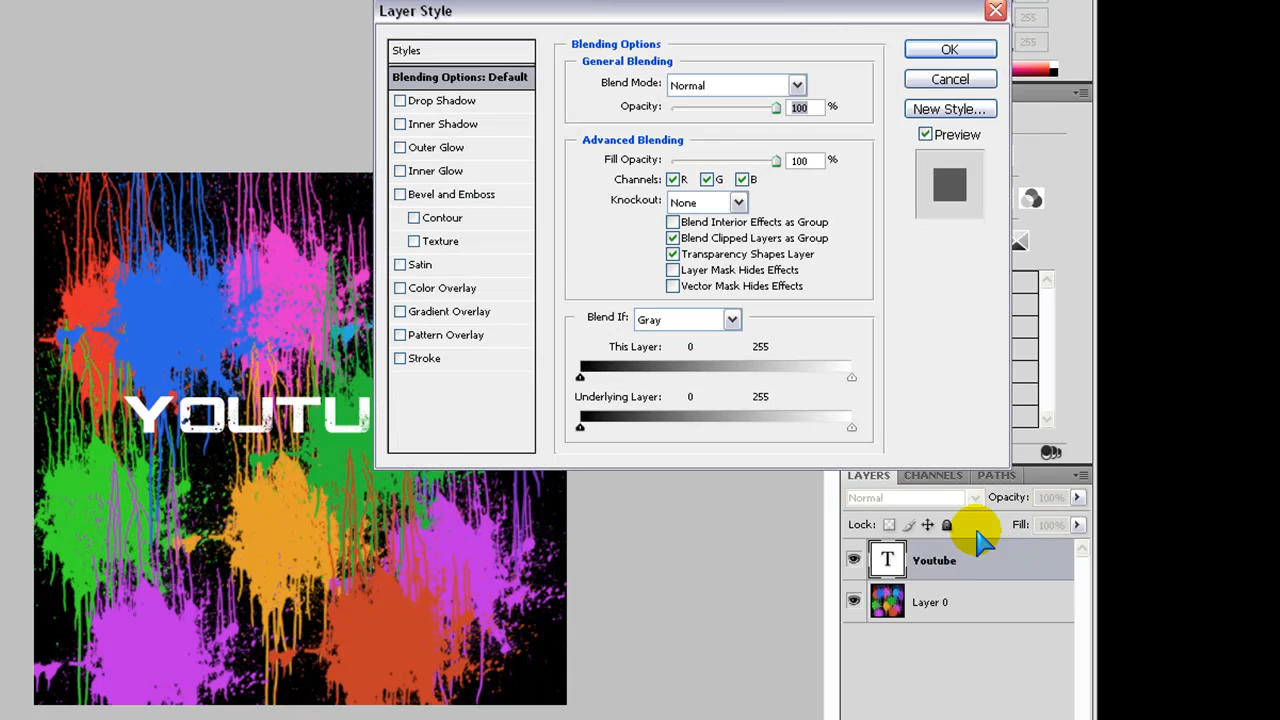 Layer Style
255
255
Styles
Blending Options: Default
Drop Shadow
Inner Shadow
Outer Glow
Inner Glow
Bevel and Emboss
Contour
Texture
Satin
Color Overlay
Gradient Overlay
Pattern Overlay
Stroke
Blending Options
General Blending
Blend Mode: Normal
Opacity: 100 %
Advanced Blending
Fill Opacity: 100 %
Channels: R G B
Knockout: None
Blend Interior Effects as Group
Blend Clipped Layers as Group
Transparency Shapes Layer
Layer Mask Hides Effects
Vector Mask Hides Effects
Blend If: Gray
This Layer: 0 255
Underlying Layer: 0 255
OK
Cancel
New Style...
Preview
YOUTU
LAYERS CHANNELS PATHS
Normal Opacity: 100%
Lock: Fill: 100%
T Youtube
Layer 0